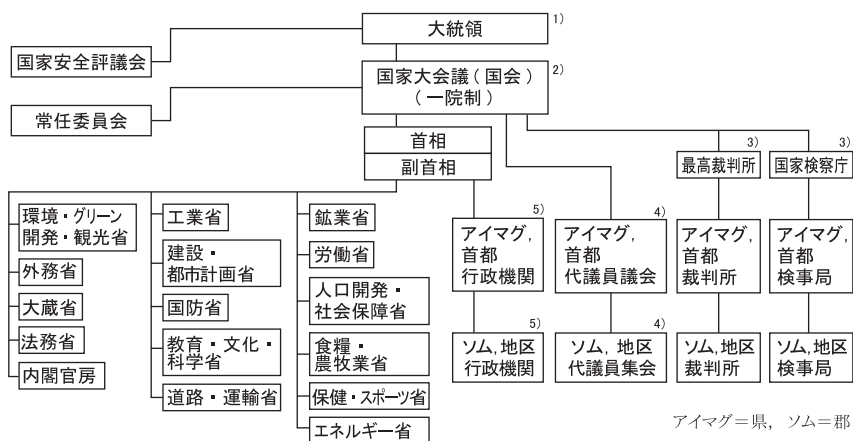 大統領
1)
国家安全評議会
国家大会議(国会)
(一院制)
2)
常任委員会
首相
副首相
最高裁判所
3)
国家検察庁
3)
環境・グリーン
開発・観光省
外務省
大蔵省
法務省
内閣官房
工業省
建設・
都市計画省
国防省
教育・文化・
科学省
道路・運輸省
鉱業省
労働省
人口開発・
社会保障省
食糧・
農牧業省
保健・スポーツ省
エネルギー省
5)
アイマグ,
首都
行政機関
4)
アイマグ,
首都
代議員議会
アイマグ,
首都
裁判所
アイマグ,
首都
検事局
5)
ソム,地区
行政機関
4)
ソム,地区
代議員集会
ソム,地区
裁判所
ソム,地区
検事局
アイマグ=県, ソム=郡